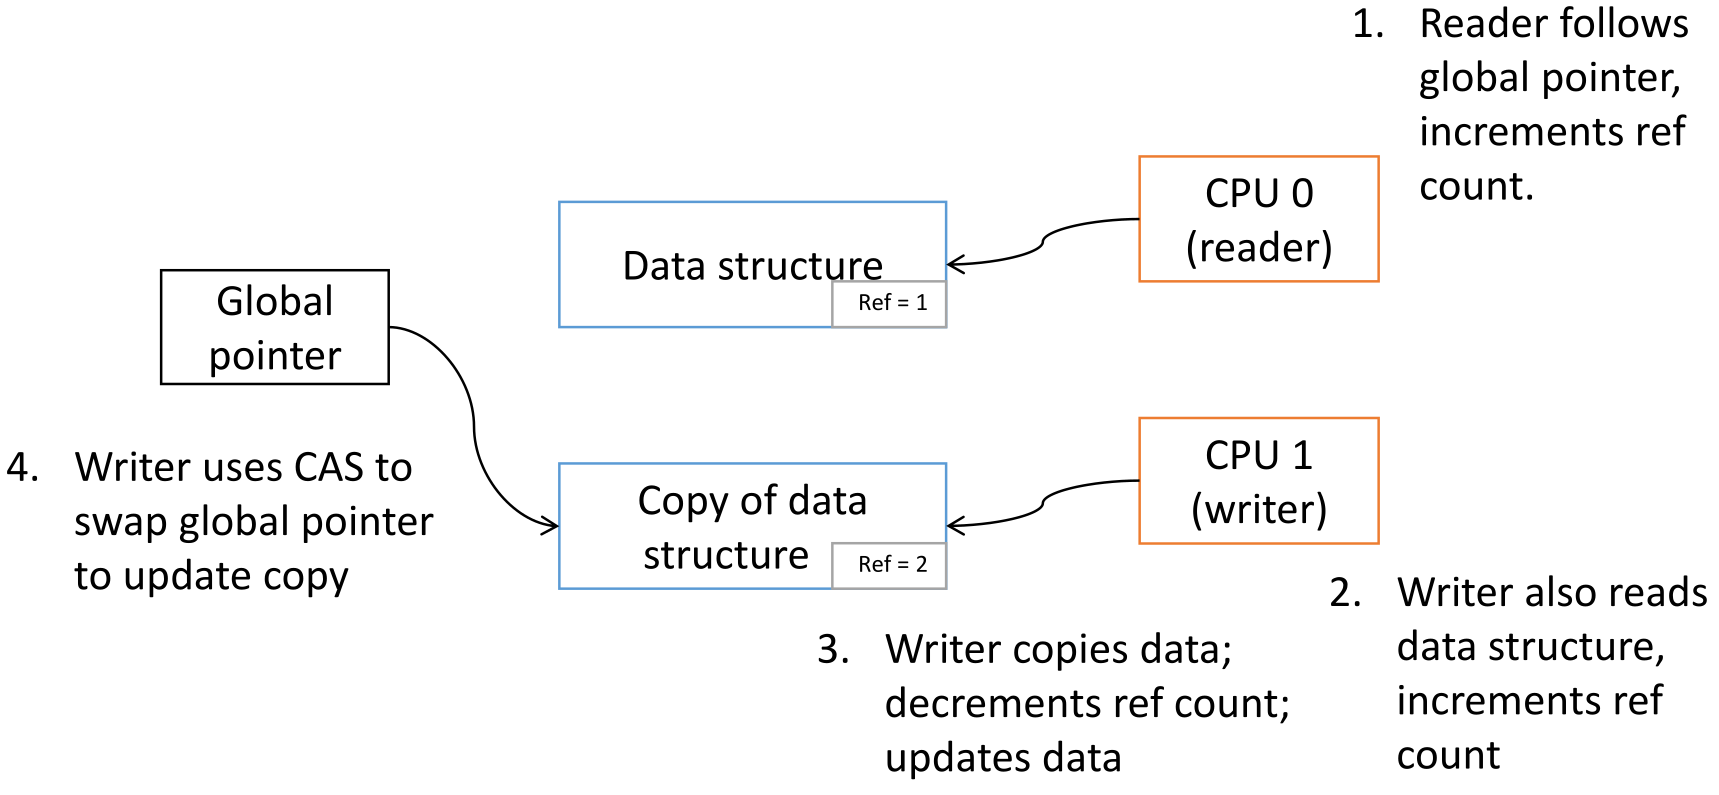 1. Reader follows
global pointer,
increments ref
count.
CPU 0
(reader)
Data structure
Ref = 1
Global
pointer
4. Writer uses CAS to
swap global pointer
to update copy
Copy of data
structure
Ref = 2
CPU 1
(writer)
2. Writer also reads
data structure,
increments ref
count
3. Writer copies data;
decrements ref count;
updates data